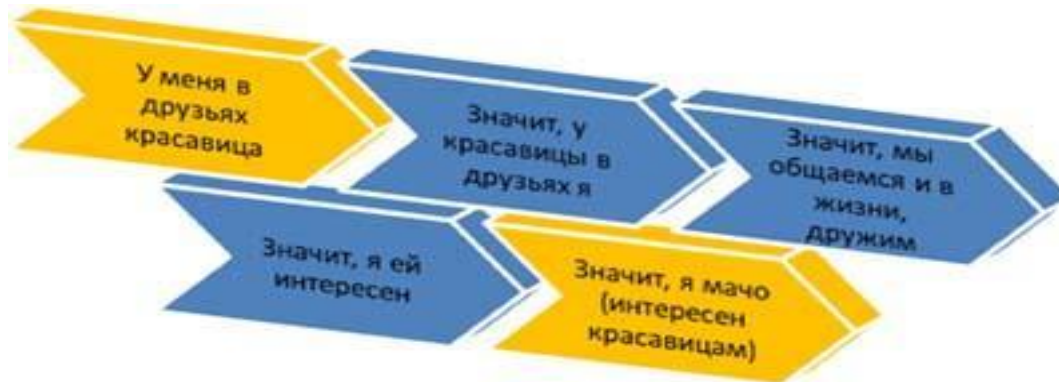 У меня в
друзьях
красавица
Значит, у
красавицы в
друзьях я
Значит, мы
общаемся и в
жизни,
дружим
Значит, я ей
интересен
Значит, я мачо
(интересен
красавицам)